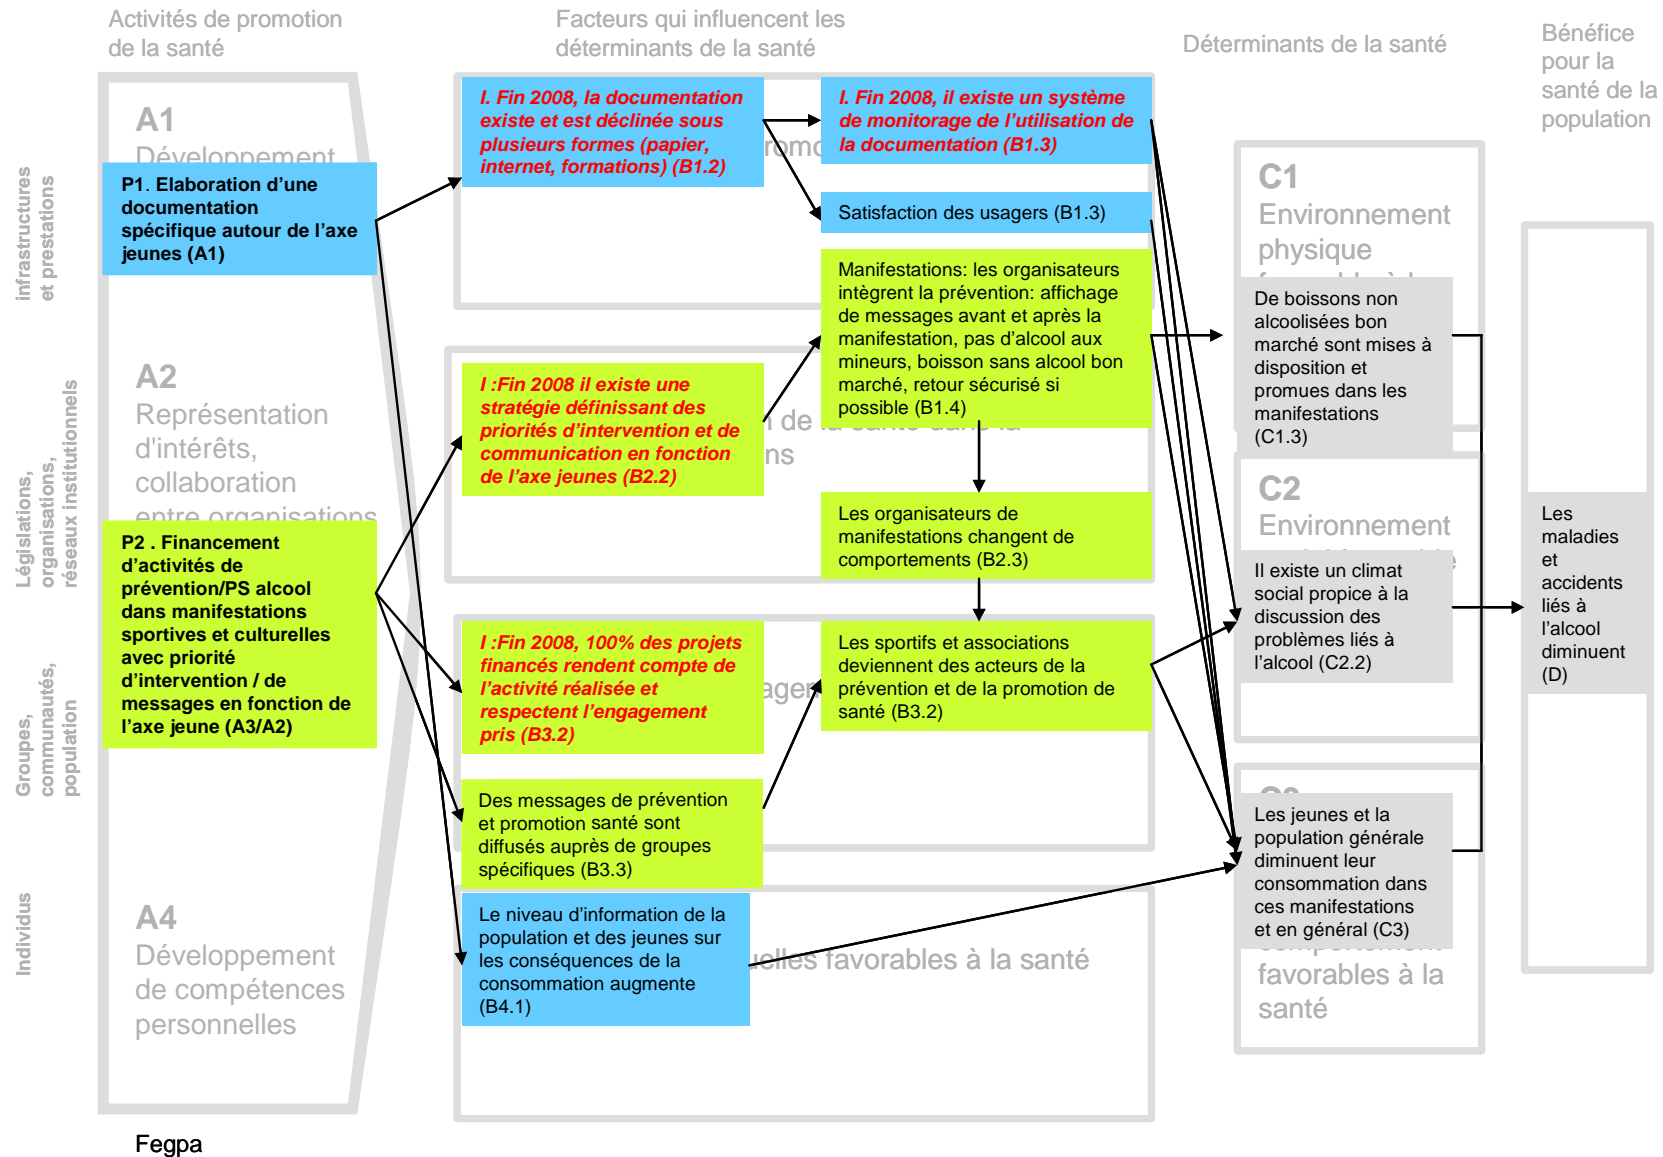 Activités de promotion
de la santé
Facteurs qui influencent les
déterminants de la santé
Déterminants de la santé
Bénéfice
pour la
santé de la
population
infrastructures
et prestations
Législations,
organisations,
réseaux institutionnels
Groupes,
communautés,
population
Individus
A1
Développement
P1. Elaboration d’une
documentation
spécifique autour de l’axe
jeunes (A1)
A2
Représentation
d'intérêts,
collaboration
entre organisations
P2 . Financement
d’activités de
prévention/PS alcool
dans manifestations
sportives et culturelles
avec priorité
d’intervention / de
messages en fonction de
l’axe jeune (A3/A2)
A4
Développement
de compétences
personnelles
I. Fin 2008, la documentation
existe et est déclinée sous
plusieurs formes (papier,
internet, formations) (B1.2)
I. Fin 2008, il existe un système
de monitorage de l’utilisation de
la documentation (B1.3)
Satisfaction des usagers (B1.3)
Manifestations: les organisateurs
intègrent la prévention: affichage
de messages avant et après la
manifestation, pas d’alcool aux
mineurs, boisson sans alcool bon
marché, retour sécurisé si
possible (B1.4)
I :Fin 2008 il existe une
stratégie définissant des
priorités d’intervention et de
communication en fonction
de l’axe jeunes (B2.2)
de la santé dans la
Les organisateurs de
manifestations changent de
comportements (B2.3)
I :Fin 2008, 100% des projets
financés rendent compte de
l’activité réalisée et
respectent l’engagement
pris (B3.2)
Les sportifs et associations
deviennent des acteurs de la
prévention et de la promotion de
santé (B3.2)
Des messages de prévention
et promotion santé sont
diffusés auprès de groupes
spécifiques (B3.3)
Le niveau d’information de la
population et des jeunes sur
les conséquences de la
consommation augmente
(B4.1)
favorables à la santé
C1
Environnement
physique
De boissons non
alcoolisées bon
marché sont mises à
disposition et
promues dans les
manifestations
(C1.3)
C2
Environnement
Il existe un climat
social propice à la
discussion des
problèmes liés à
l’alcool (C2.2)
Les jeunes et la
population générale
diminuent leur
consommation dans
ces manifestations
et en général (C3)
comportement
favorables à la
santé
Les
maladies
et
accidents
liés à
l’alcool
diminuent
(D)
Fegpa